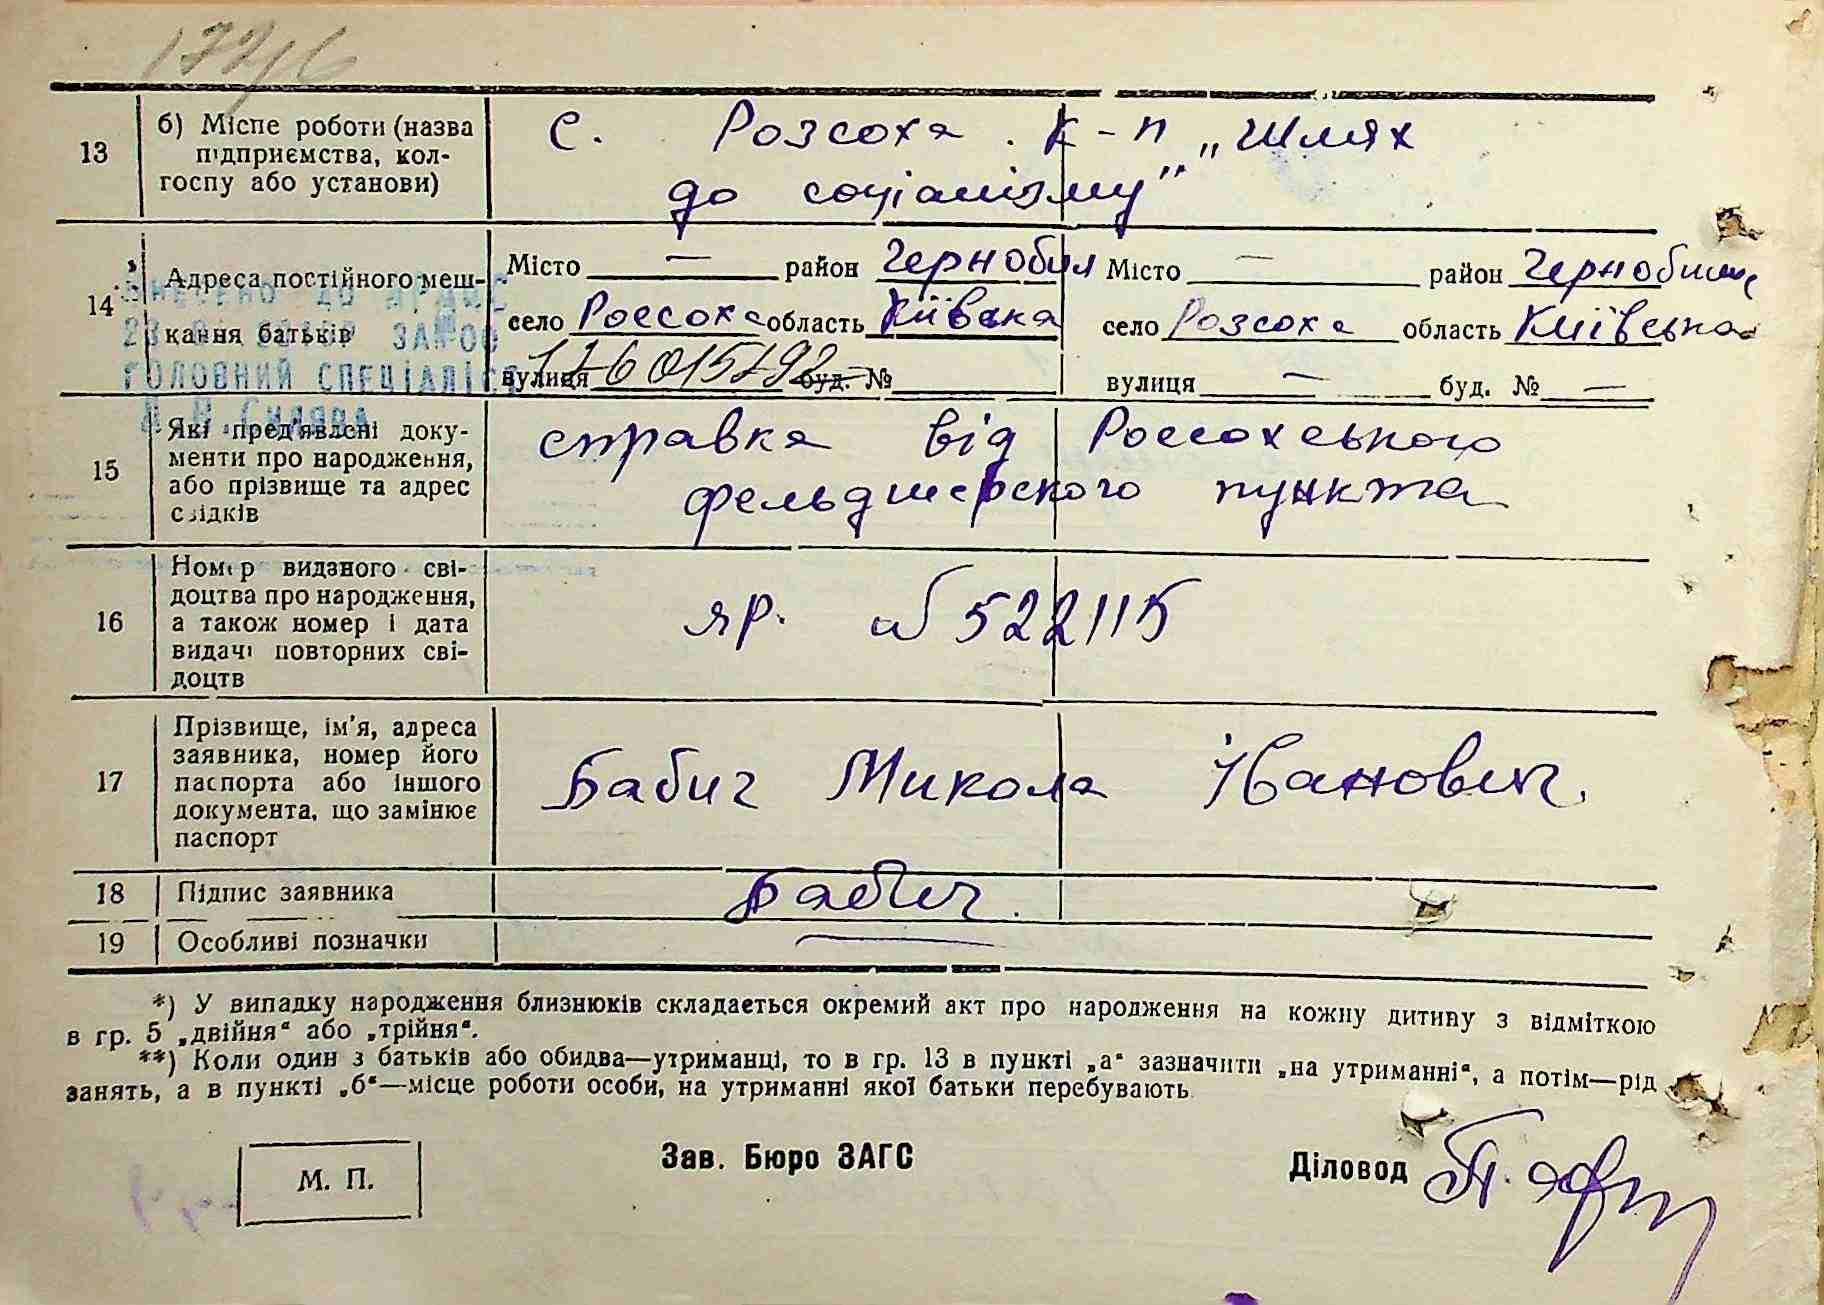 13
б) Місце роботи (назва
підприємства, кол-
госпу або установи)
с. Розсоха. к-п „Шлях
до соціалізму"
14
Адреса постійного меш-
кання батьків
Місто — район Чернобил
село Россоха область Київска
176015792
вулиця буд. №
Місто — район Чернобил
село Розсоха область Київська
вулиця — буд. № —
ВНЕСЕНО ДО
ГОЛОВНИЙ СПЕЦІАЛІСТ
15
Які пред'явлені доку-
менти про народження,
або прізвище та адрес
свідків
справка від Россохського
фельдшерского пункта
16
Номер виданого сві-
доцтва про народження,
а також номер і дата
видачі повторних сві-
доцтв
яр. № 522115
17
Прізвище, ім'я, адреса
заявника, номер його
паспорта або іншого
документа, що замінює
паспорт
Бабич Микола Іванович.
18
Підпис заявника
Бабич.
19
Особливі позначки
*) У випадку народження близнюків складається окремий акт про народження на кожну дитину з відміткою
в гр. 5 „двійня“ або „трійня“.
**) Коли один з батьків або обидва—утриманці, то в гр. 13 в пункті „а“ зазначити „на утриманні“, а потім—рід
занять, а в пункті „б“—місце роботи особи, на утриманні якої батьки перебувають
М. П.
Зав. Бюро ЗАГС
Діловод